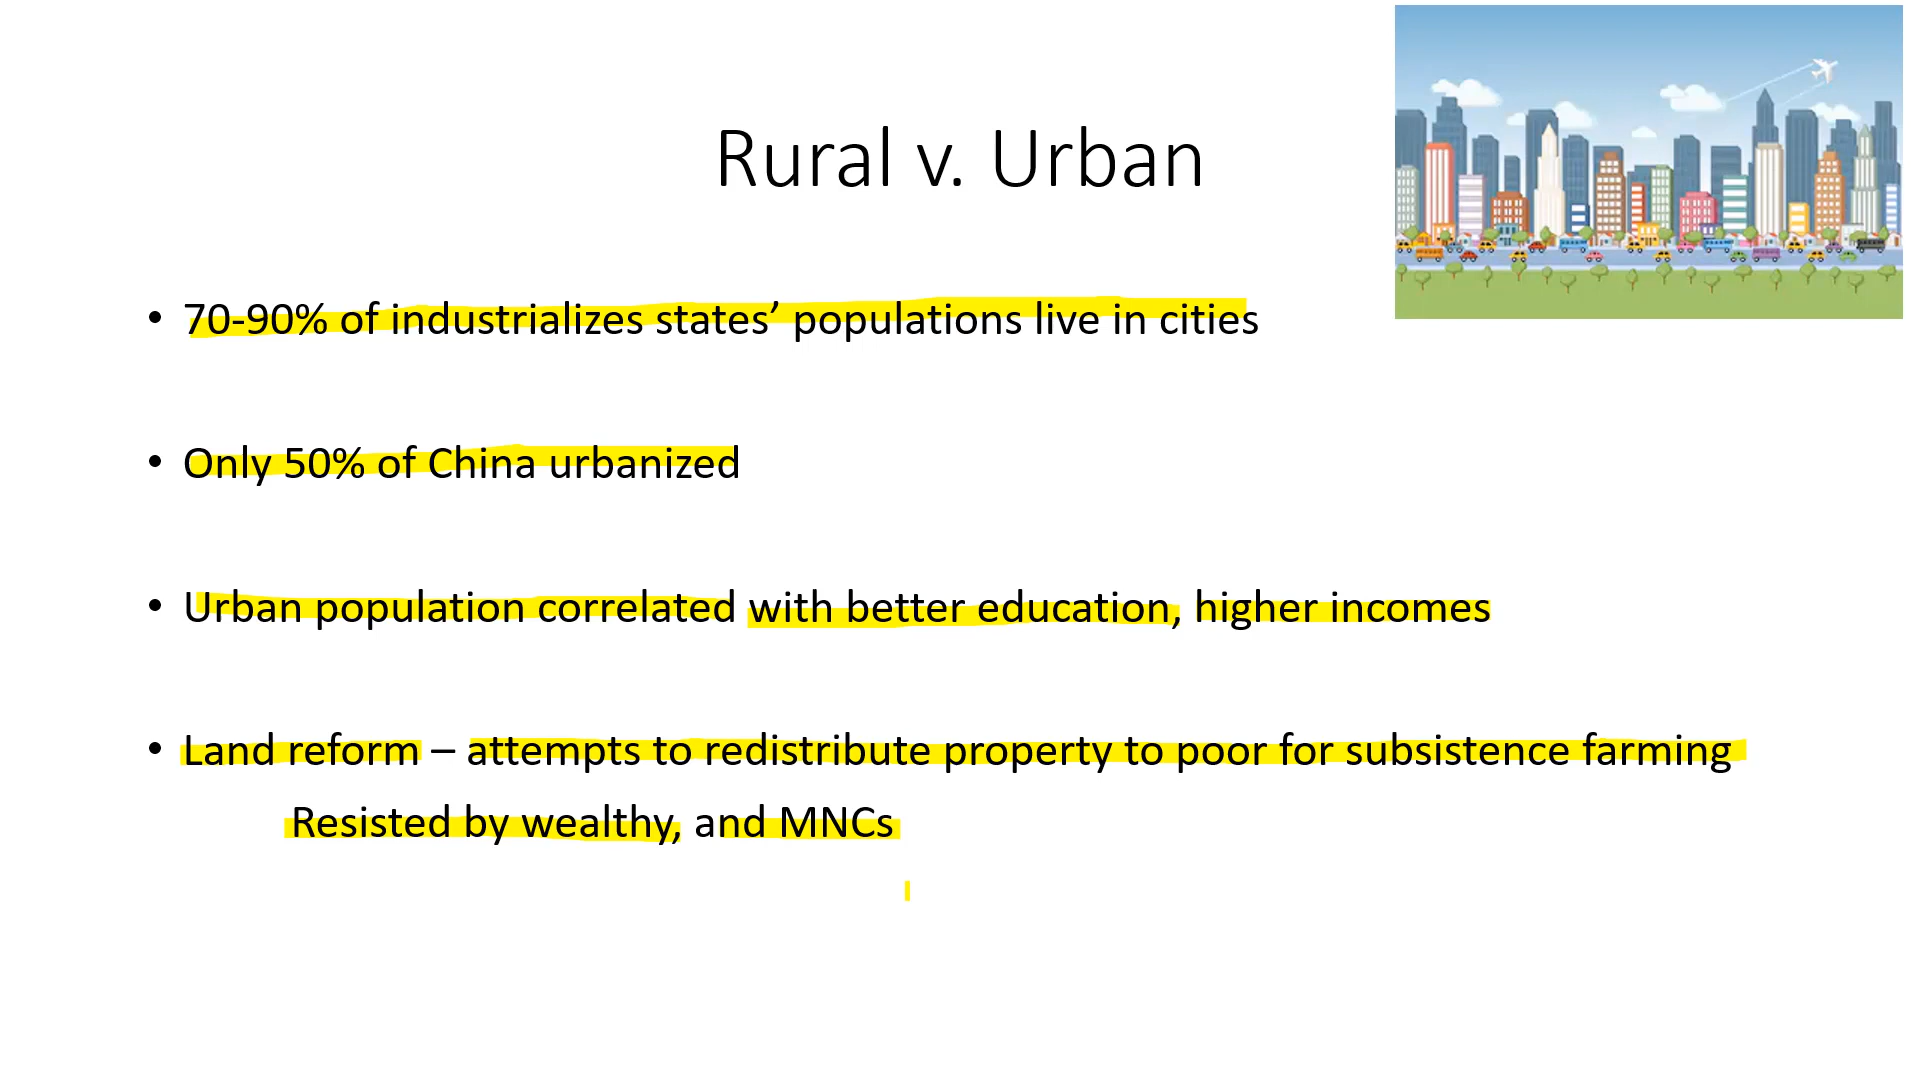 Rural v. Urban
• 70-90% of industrializes states’ populations live in cities
• Only 50% of China urbanized
• Urban population correlated with better education, higher incomes
• Land reform – attempts to redistribute property to poor for subsistence farming
Resisted by wealthy, and MNCs